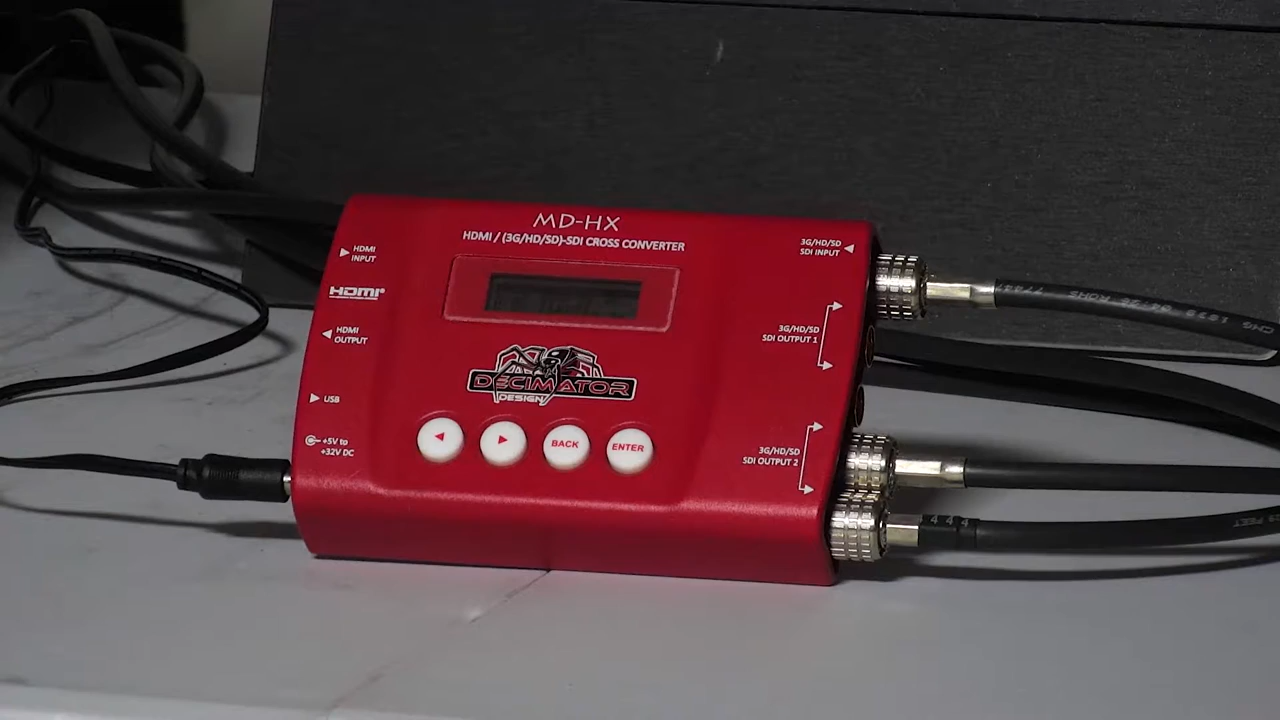 MD-HX
HDMI / (3G/HD/SD)-SDI CROSS CONVERTER
HDMI
INPUT
HDMI
HDMI
OUTPUT
USB
+5V to
+32V DC
DECIMATOR
DESIGN
BACK
ENTER
3G/HD/SD
SDI INPUT
3G/HD/SD
SDI OUTPUT 1
3G/HD/SD
SDI OUTPUT 2
444
FEET